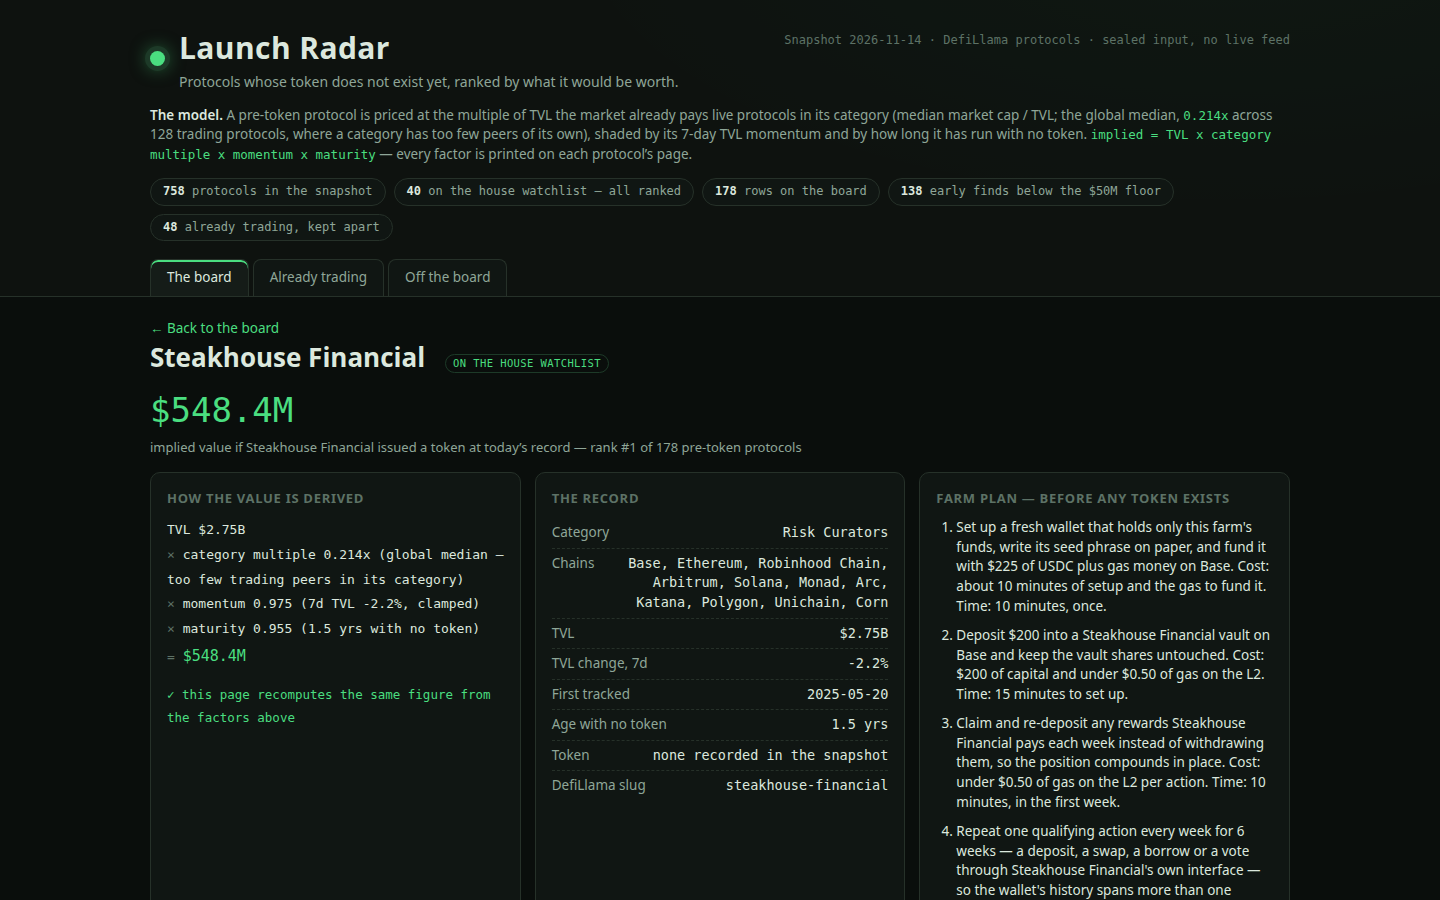 Launch Radar
Snapshot 2026-11-14 · DefiLlama protocols · sealed input, no live feed
Protocols whose token does not exist yet, ranked by what it would be worth.
The model. A pre-token protocol is priced at the multiple of TVL the market already pays live protocols in its category (median market cap / TVL; the global median, 0.214x across
128 trading protocols, where a category has too few peers of its own), shaded by its 7-day TVL momentum and by how long it has run with no token. implied = TVL x category
multiple x momentum x maturity — every factor is printed on each protocol's page.
758 protocols in the snapshot
40 on the house watchlist — all ranked
178 rows on the board
138 early finds below the $50M floor
48 already trading, kept apart
The board
Already trading
Off the board
← Back to the board
Steakhouse Financial
ON THE HOUSE WATCHLIST
$548.4M
implied value if Steakhouse Financial issued a token at today's record — rank #1 of 178 pre-token protocols
HOW THE VALUE IS DERIVED
TVL $2.75B
× category multiple 0.214x (global median —
too few trading peers in its category)
× momentum 0.975 (7d TVL -2.2%, clamped)
× maturity 0.955 (1.5 yrs with no token)
= $548.4M
✓ this page recomputes the same figure from
the factors above
THE RECORD
Category Risk Curators
Chains Base, Ethereum, Robinhood Chain,
Arbitrum, Solana, Monad, Arc,
Katana, Polygon, Unichain, Corn
TVL $2.75B
TVL change, 7d -2.2%
First tracked 2025-05-20
Age with no token 1.5 yrs
Token none recorded in the snapshot
DefiLlama slug steakhouse-financial
FARM PLAN — BEFORE ANY TOKEN EXISTS
1. Set up a fresh wallet that holds only this farm's
funds, write its seed phrase on paper, and fund it
with $225 of USDC plus gas money on Base. Cost:
about 10 minutes of setup and the gas to fund it.
Time: 10 minutes, once.
2. Deposit $200 into a Steakhouse Financial vault on
Base and keep the vault shares untouched. Cost:
$200 of capital and under $0.50 of gas on the L2.
Time: 15 minutes to set up.
3. Claim and re-deposit any rewards Steakhouse
Financial pays each week instead of withdrawing
them, so the position compounds in place. Cost:
under $0.50 of gas on the L2 per action. Time: 10
minutes, in the first week.
4. Repeat one qualifying action every week for 6
weeks — a deposit, a swap, a borrow or a vote
through Steakhouse Financial's own interface —
so the wallet's history spans more than one